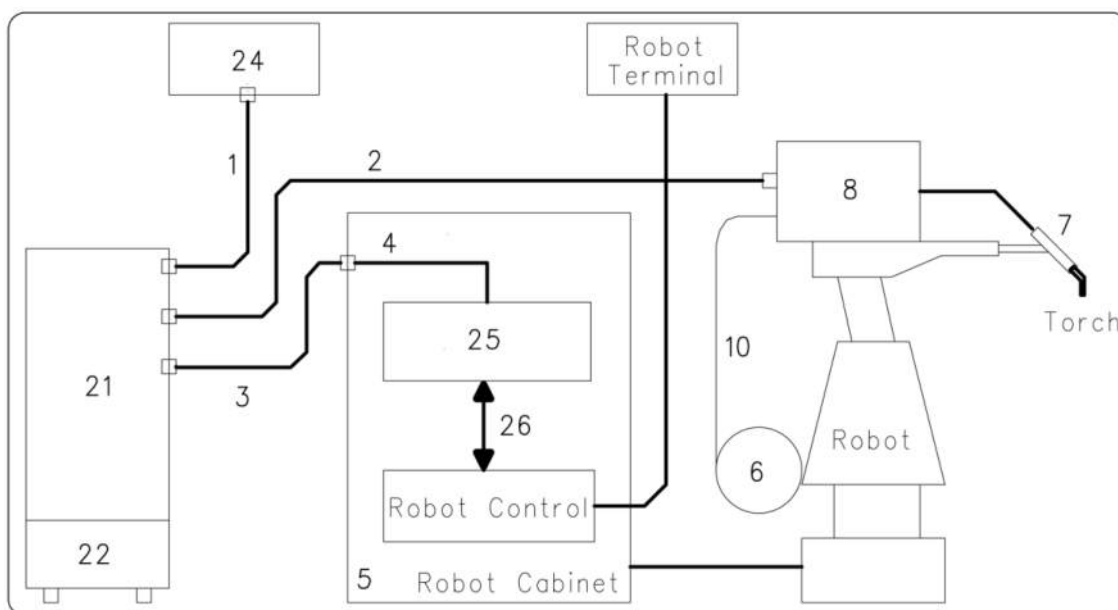 24
Robot
Terminal
1
2
8
7
4
Torch
25
10
21
3
26
Robot
6
Robot Control
22
5
Robot Cabinet